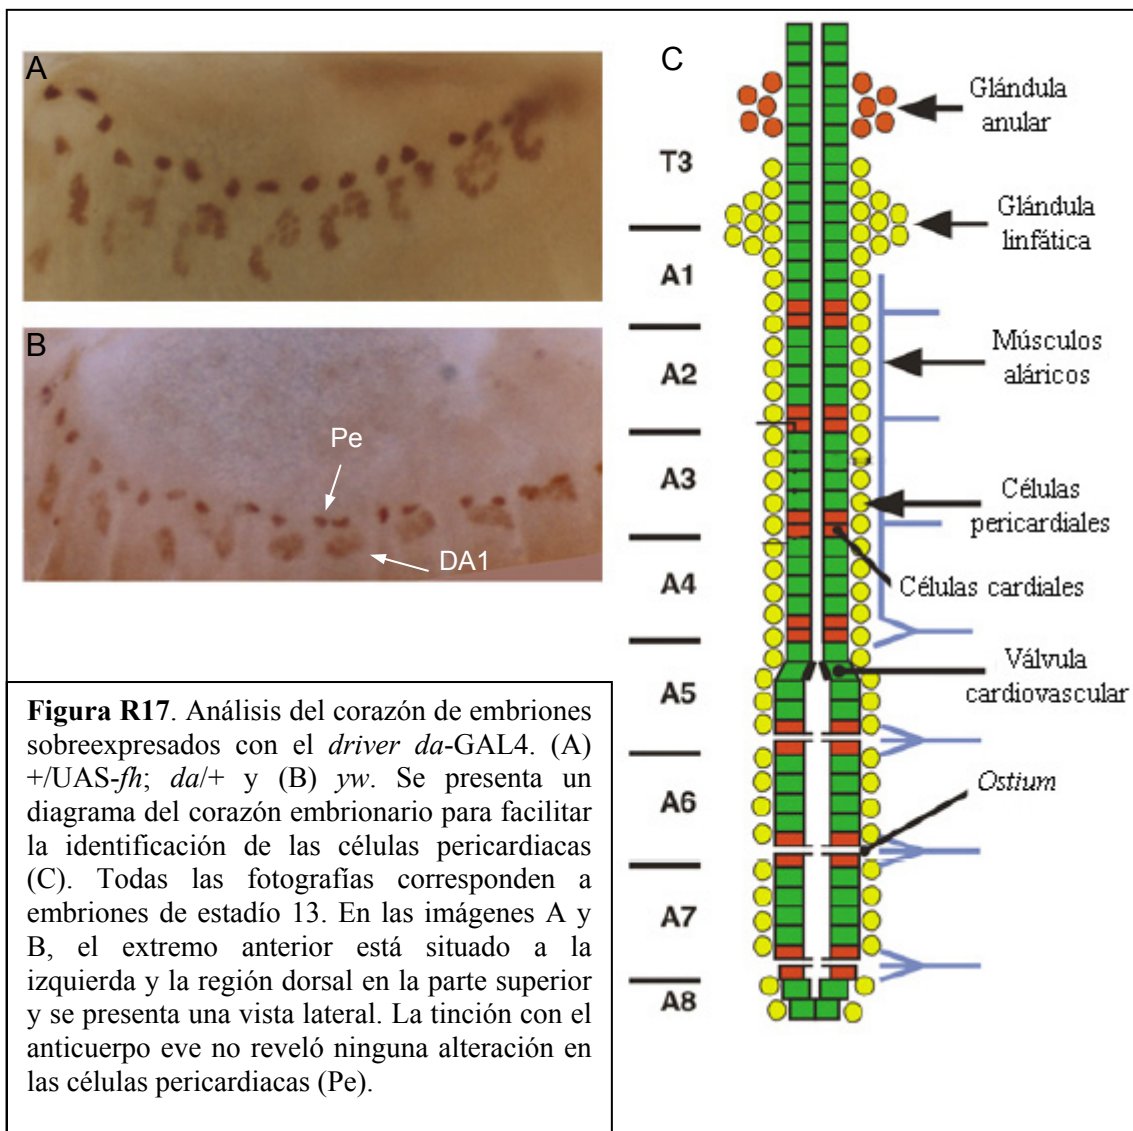 A
B
Pe
DA1
C
T3
A1
A2
A3
A4
A5
A6
A7
A8
Glándula
anular
Glándula
linfática
Músculos
aláricos
Células
pericardiales
Células cardiales
Válvula
cardiovascular
Ostium
Figura R17. Análisis del corazón de embriones
sobreexpresados con el driver da-GAL4. (A)
+/UAS-fh; da/+ y (B) yw. Se presenta un
diagrama del corazón embrionario para facilitar
la identificación de las células pericardiacas
(C). Todas las fotografías corresponden a
embriones de estadío 13. En las imágenes A y
B, el extremo anterior está situado a la
izquierda y la región dorsal en la parte superior
y se presenta una vista lateral. La tinción con el
anticuerpo eve no reveló ninguna alteración en
las células pericardiacas (Pe).